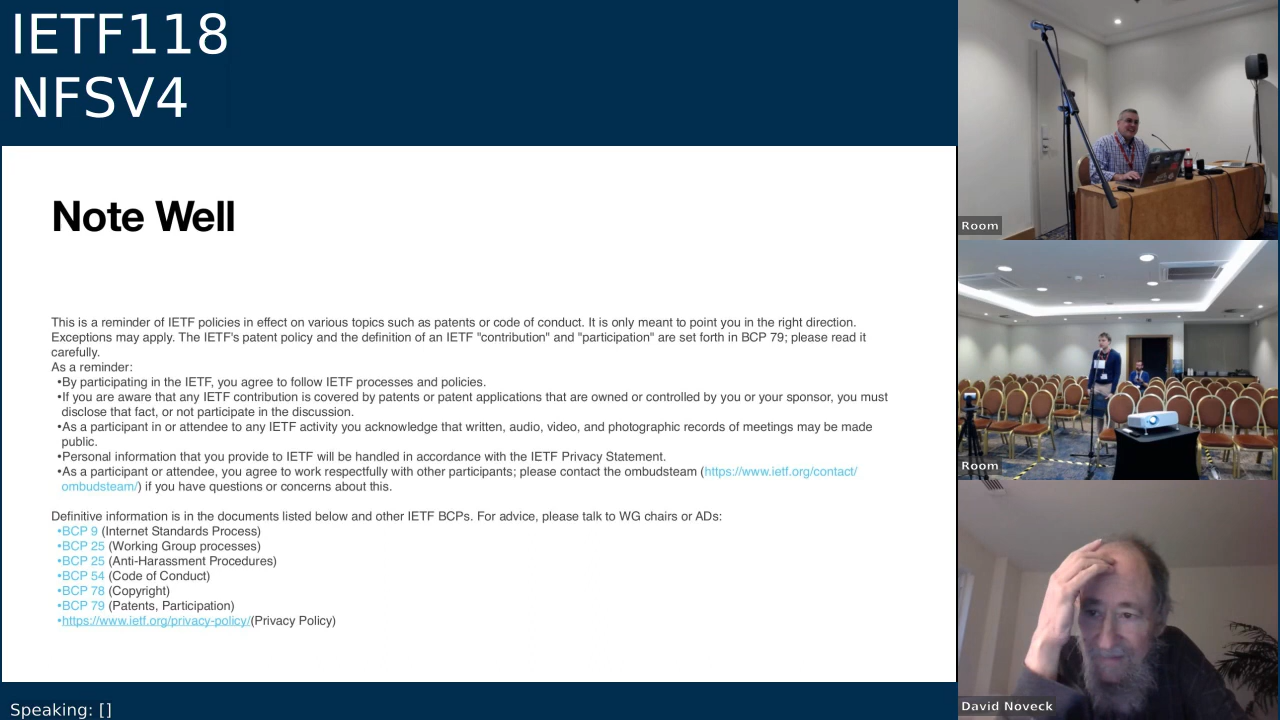 IETF118
NFSV4
Note Well
This is a reminder of IETF policies in effect on various topics such as patents or code of conduct. It is only meant to point you in the right direction.
Exceptions may apply. The IETF's patent policy and the definition of an IETF "contribution" and "participation" are set forth in BCP 79; please read it
carefully.
As a reminder:
•By participating in the IETF, you agree to follow IETF processes and policies.
•If you are aware that any IETF contribution is covered by patents or patent applications that are owned or controlled by you or your sponsor, you must
disclose that fact, or not participate in the discussion.
•As a participant in or attendee to any IETF activity you acknowledge that written, audio, video, and photographic records of meetings may be made
public.
•Personal information that you provide to IETF will be handled in accordance with the IETF Privacy Statement.
•As a participant or attendee, you agree to work respectfully with other participants; please contact the ombudsteam (https://www.ietf.org/contact/
ombudsteam/) if you have questions or concerns about this.
Definitive information is in the documents listed below and other IETF BCPs. For advice, please talk to WG chairs or ADs:
•BCP 9 (Internet Standards Process)
•BCP 25 (Working Group processes)
•BCP 25 (Anti-Harassment Procedures)
•BCP 54 (Code of Conduct)
•BCP 78 (Copyright)
•BCP 79 (Patents, Participation)
•https://www.ietf.org/privacy-policy/(Privacy Policy)
Speaking: []
Room
Room
David Noveck